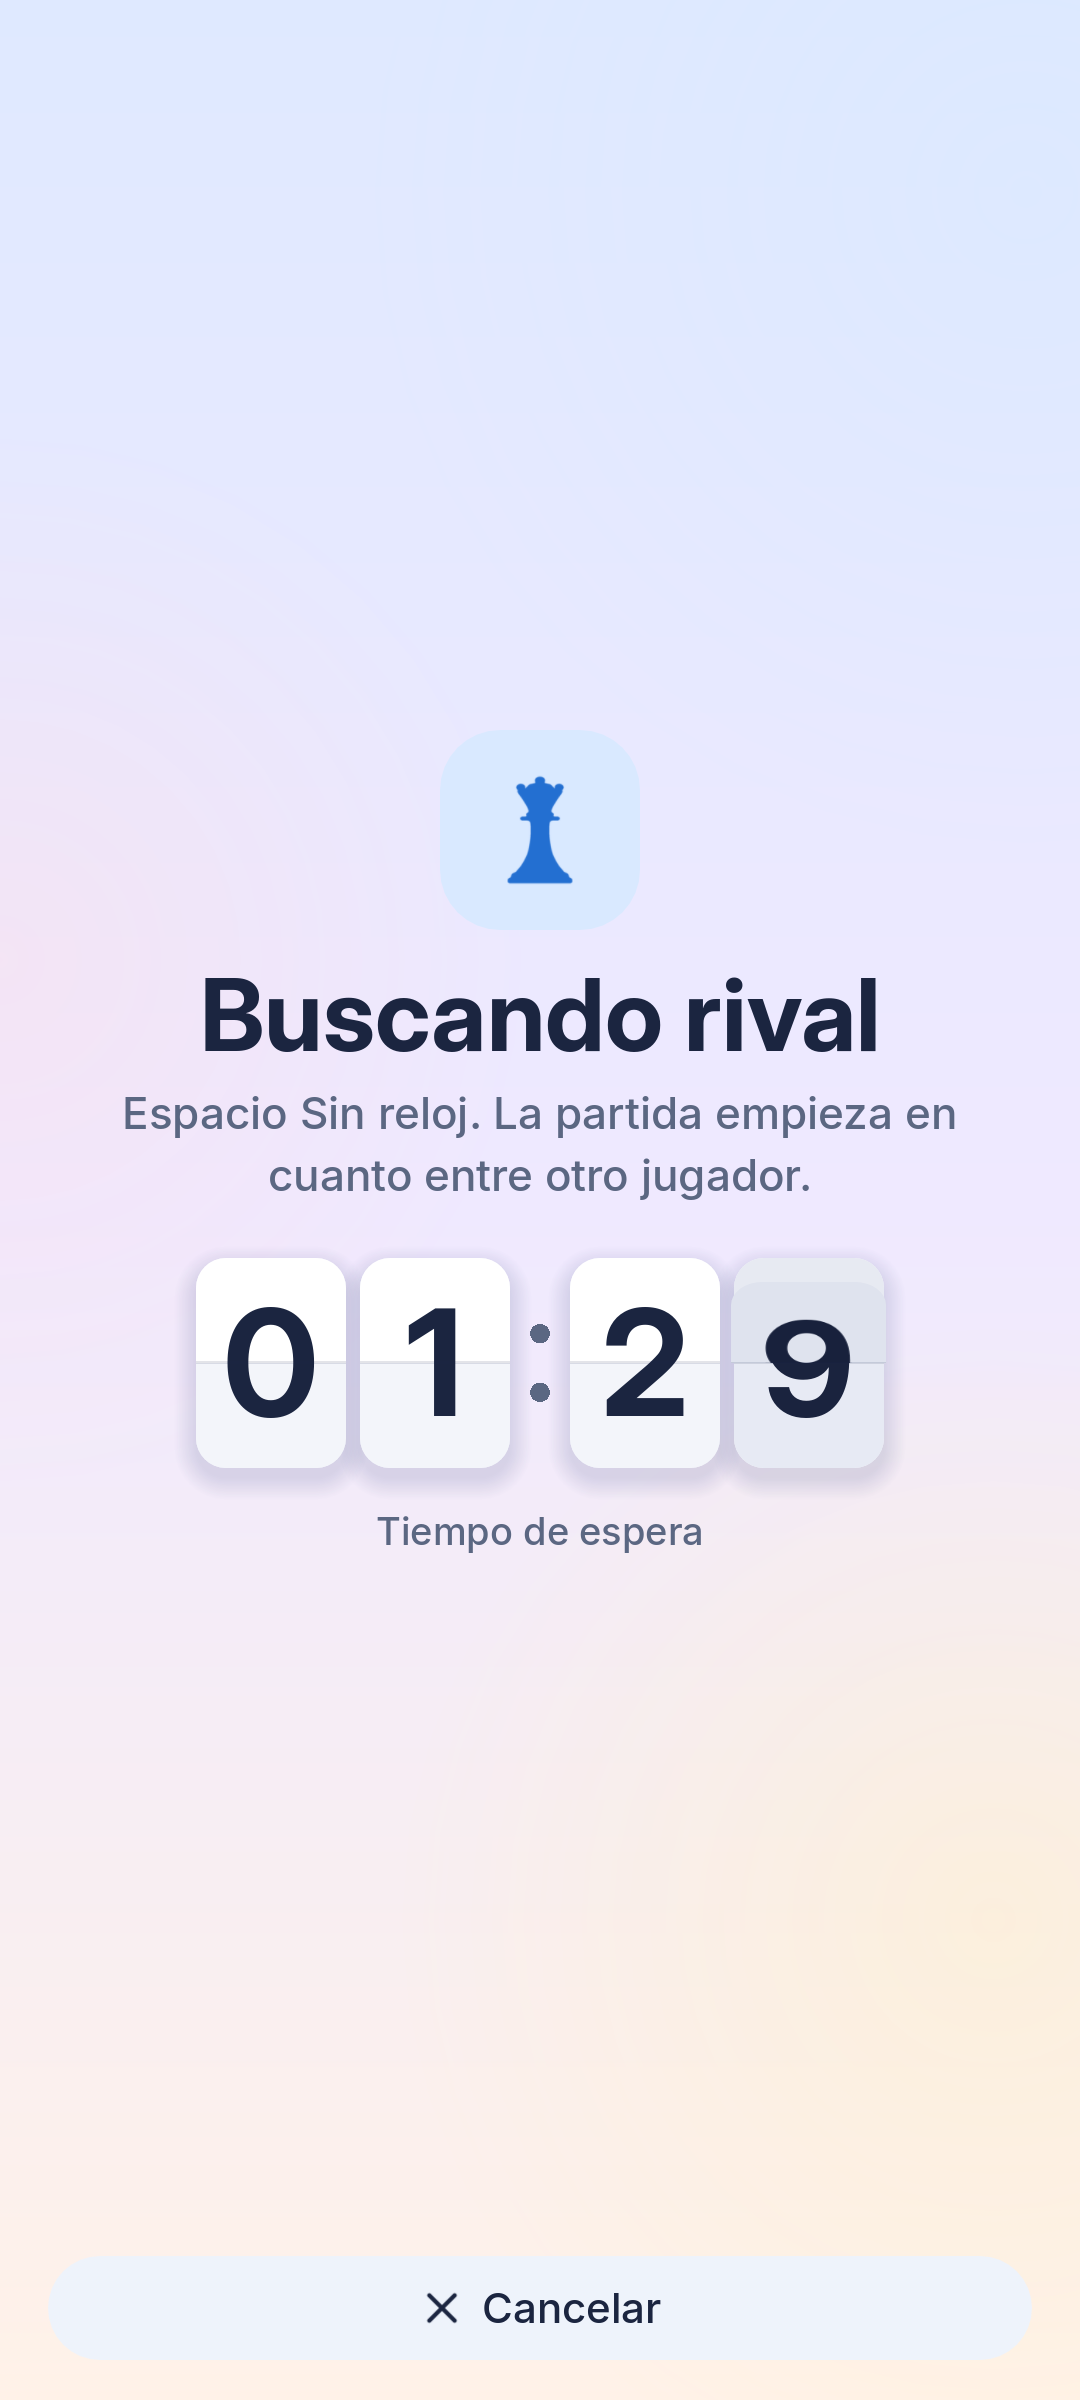 Buscando rival
Espacio Sin reloj. La partida empieza en
cuanto entre otro jugador.
01:29
Tiempo de espera
Cancelar